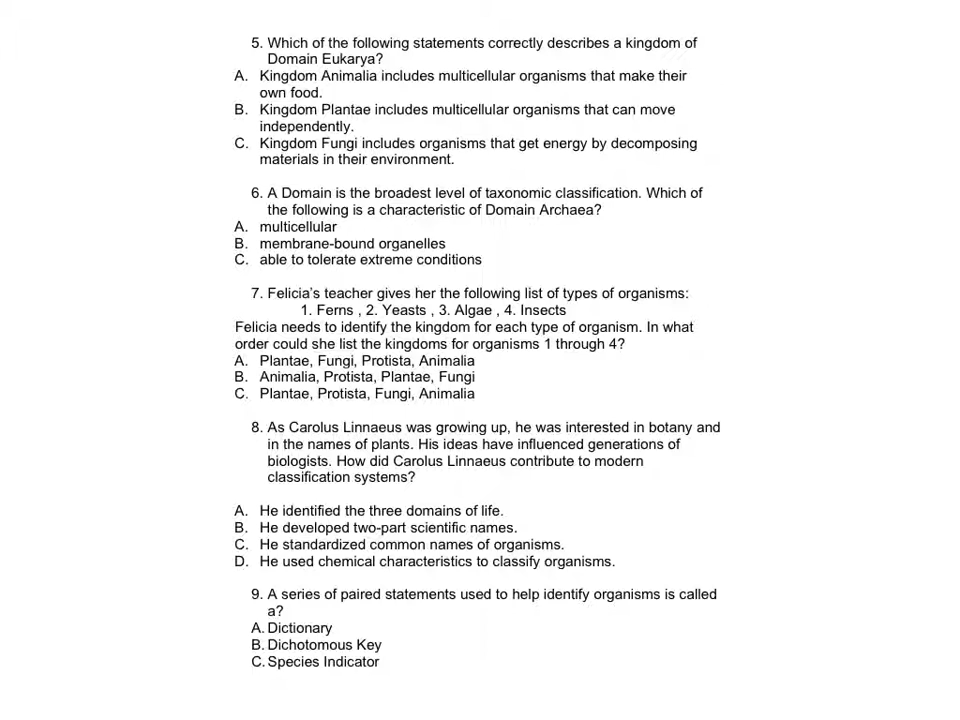 5. Which of the following statements correctly describes a kingdom of
Domain Eukarya?
A. Kingdom Animalia includes multicellular organisms that make their
own food.
B. Kingdom Plantae includes multicellular organisms that can move
independently.
C. Kingdom Fungi includes organisms that get energy by decomposing
materials in their environment.
6. A Domain is the broadest level of taxonomic classification. Which of
the following is a characteristic of Domain Archaea?
A. multicellular
B. membrane-bound organelles
C. able to tolerate extreme conditions
7. Felicia's teacher gives her the following list of types of organisms:
1. Ferns , 2. Yeasts , 3. Algae , 4. Insects
Felicia needs to identify the kingdom for each type of organism. In what
order could she list the kingdoms for organisms 1 through 4?
A. Plantae, Fungi, Protista, Animalia
B. Animalia, Protista, Plantae, Fungi
C. Plantae, Protista, Fungi, Animalia
8. As Carolus Linnaeus was growing up, he was interested in botany and
in the names of plants. His ideas have influenced generations of
biologists. How did Carolus Linnaeus contribute to modern
classification systems?
A. He identified the three domains of life.
B. He developed two-part scientific names.
C. He standardized common names of organisms.
D. He used chemical characteristics to classify organisms.
9. A series of paired statements used to help identify organisms is called
a?
A. Dictionary
B. Dichotomous Key
C. Species Indicator